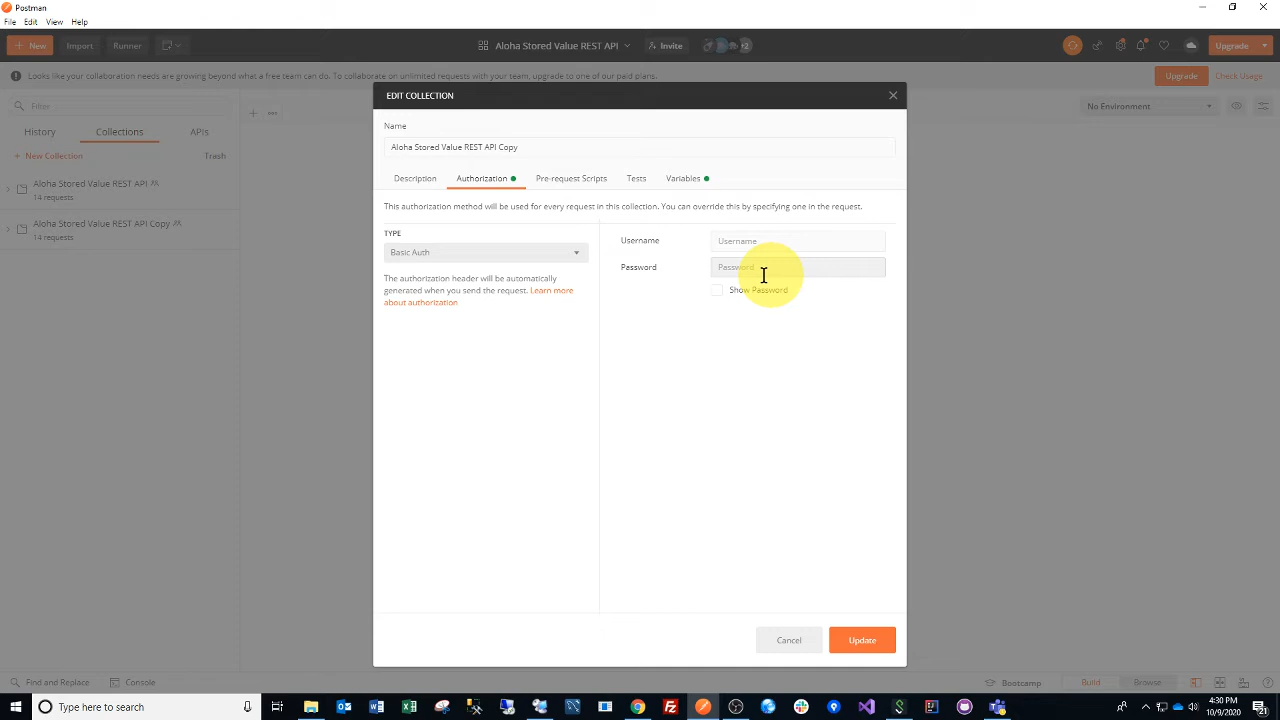 Postman
File Edit View Help
+ New Import Runner Aloha Stored Value REST API Invite +2 Upgrade
Looks like your collaboration needs are growing beyond what a free team can do. To collaborate on unlimited requests with your team, upgrade to one of our paid plans. Upgrade Check Usage
Filter
History Collections APIs
+ New Collection Trash
Aloha Stored Value REST API
14 requests
Aloha Stored Value REST API Copy
14 requests
No Environment
EDIT COLLECTION
Name
Aloha Stored Value REST API Copy
Description Authorization Pre-request Scripts Tests Variables
This authorization method will be used for every request in this collection. You can override this by specifying one in the request.
TYPE
Basic Auth
The authorization header will be automatically
generated when you send the request. Learn more
about authorization
Username Username
Password Password
Show Password
Cancel Update
Find and Replace Console Bootcamp Build Browse
Type here to search
4:30 PM
10/9/2020